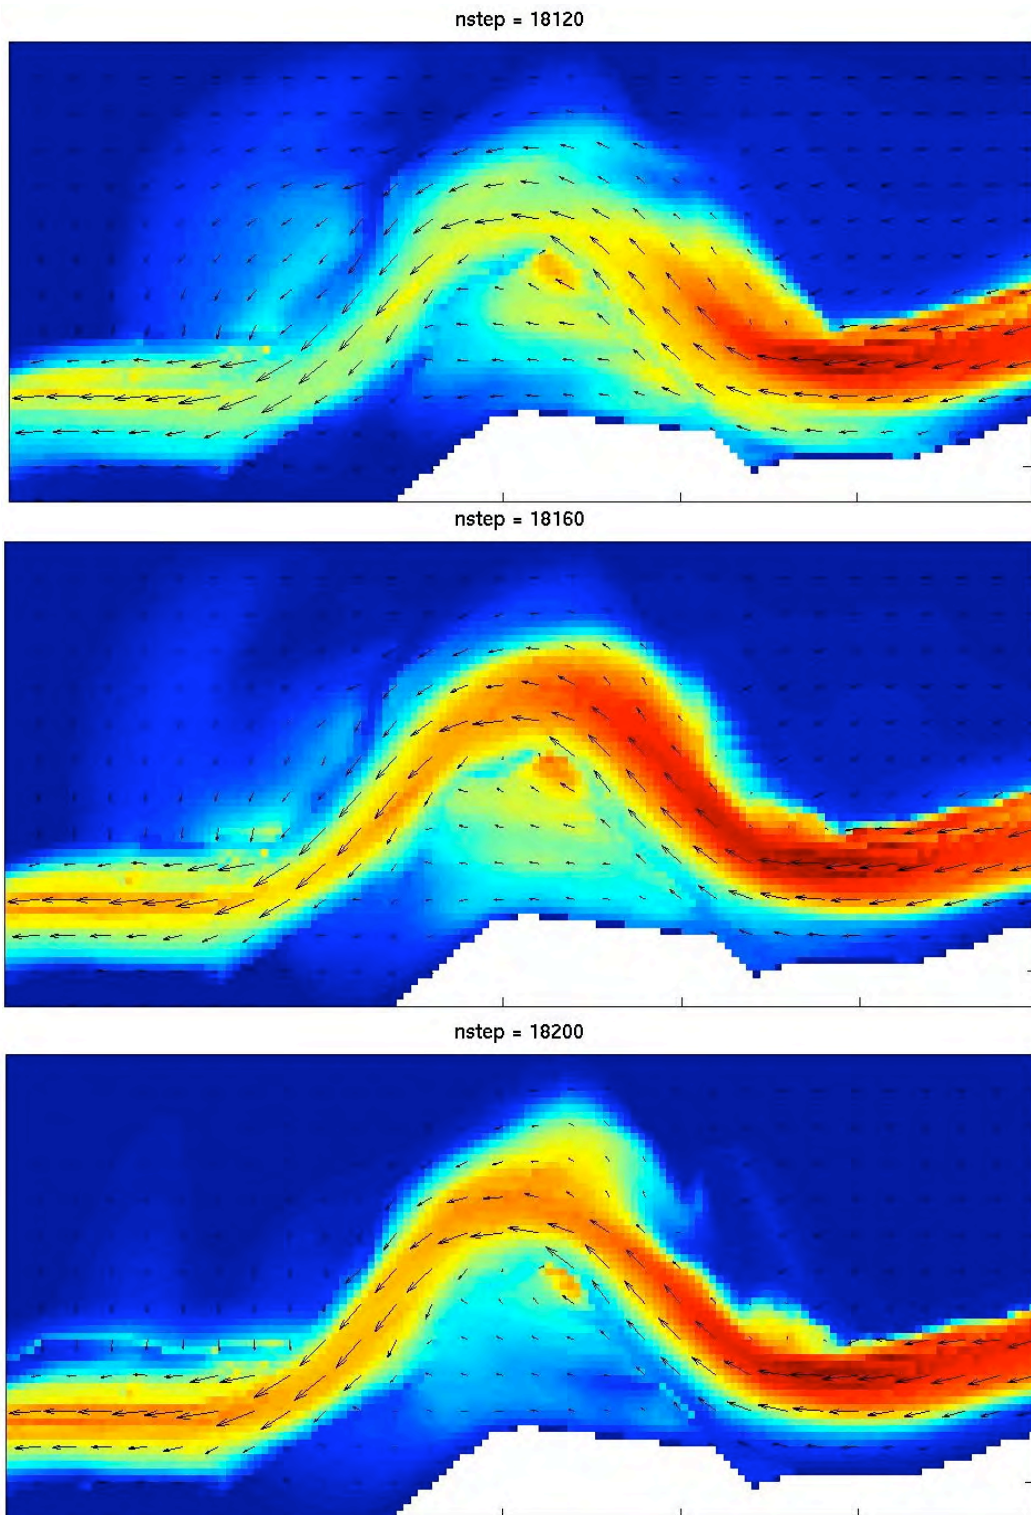 nstep = 18120
nstep = 18160
nstep = 18200